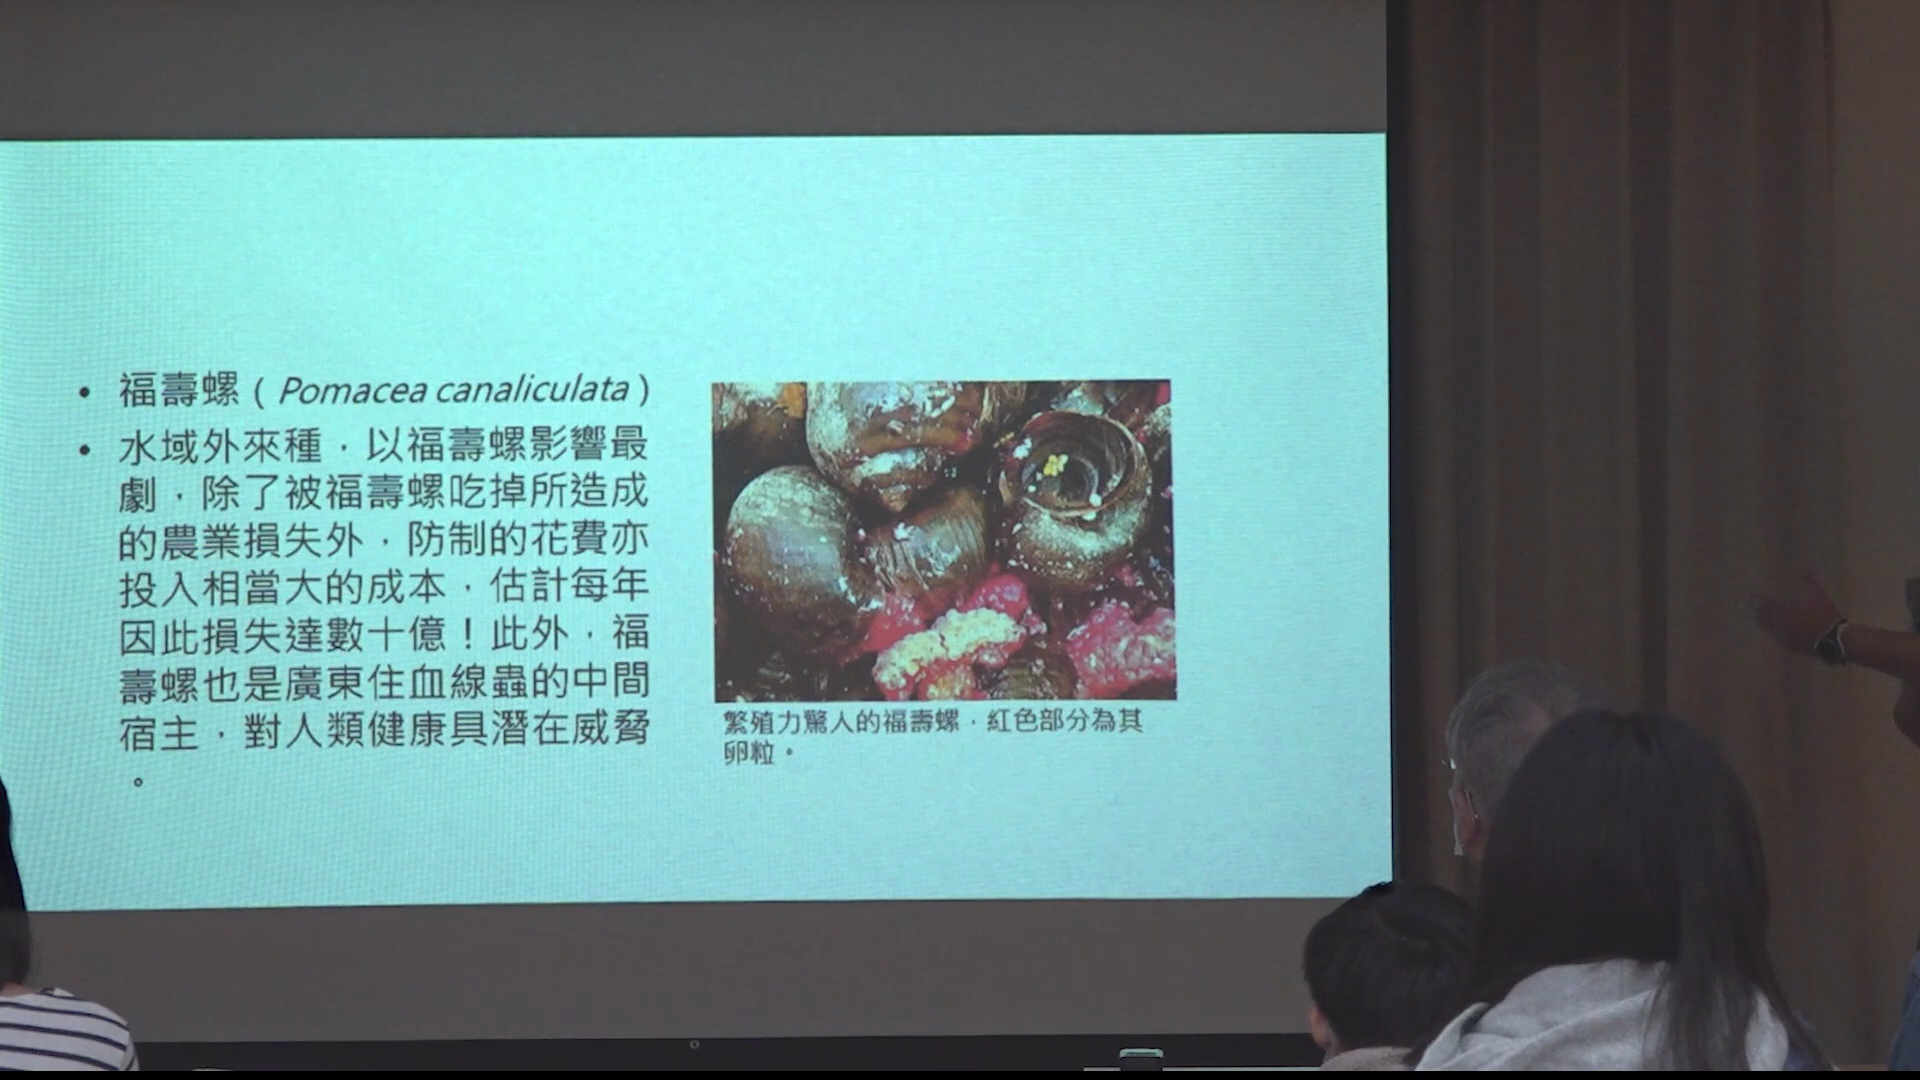 • 福壽螺（Pomacea canaliculata）
• 水域外來種，以福壽螺影響最
劇，除了被福壽螺吃掉所造成
的農業損失外，防制的花費亦
投入相當大的成本，估計每年
因此損失達數十億！此外，福
壽螺也是廣東住血線蟲的中間
宿主，對人類健康具潛在威脅
。
繁殖力驚人的福壽螺，紅色部分為其
卵粒。